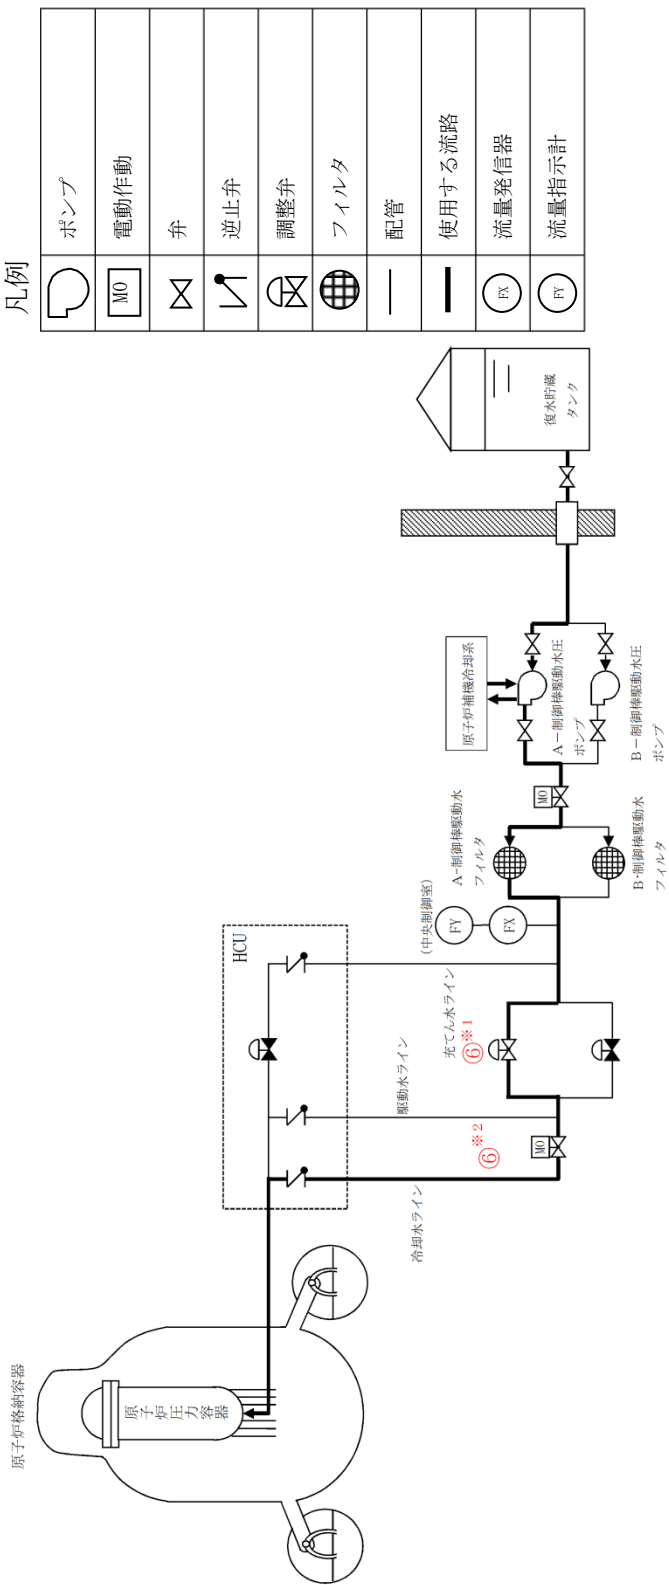 凡例
ポンプ
MO
電動作動
弁
逆止弁
調整弁
フィルタ
配管
使用する流路
FX
流量発信器
FY
流量指示計
原子炉格納容器
原子炉圧力容器
HCU
冷却水ライン
駆動水ライン
充てん水ライン
⑥※2
⑥※1
MO
(中央制御室)
FY
FX
A-制御棒駆動水
フィルタ
B-制御棒駆動水
フィルタ
MO
原子炉補機冷却系
A-制御棒駆動水圧
ポンプ
B-制御棒駆動水圧
ポンプ
復水貯蔵
タンク